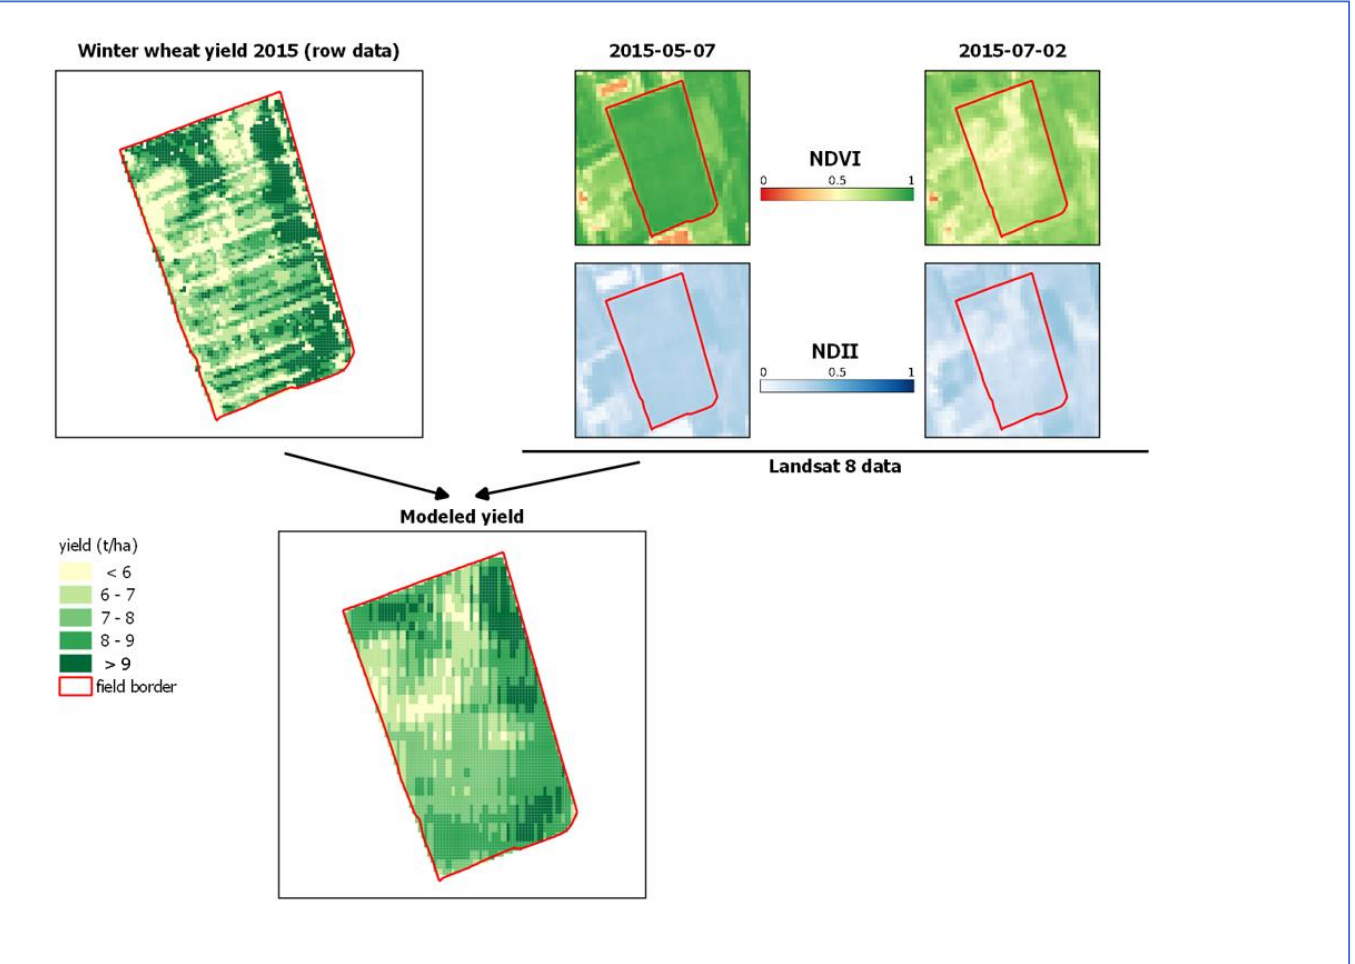 Winter wheat yield 2015 (row data)
2015-05-07
2015-07-02
NDVI
0 0.5 1
NDII
0 0.5 1
Landsat 8 data
Modeled yield
yield (t/ha)
< 6
6 - 7
7 - 8
8 - 9
> 9
field border